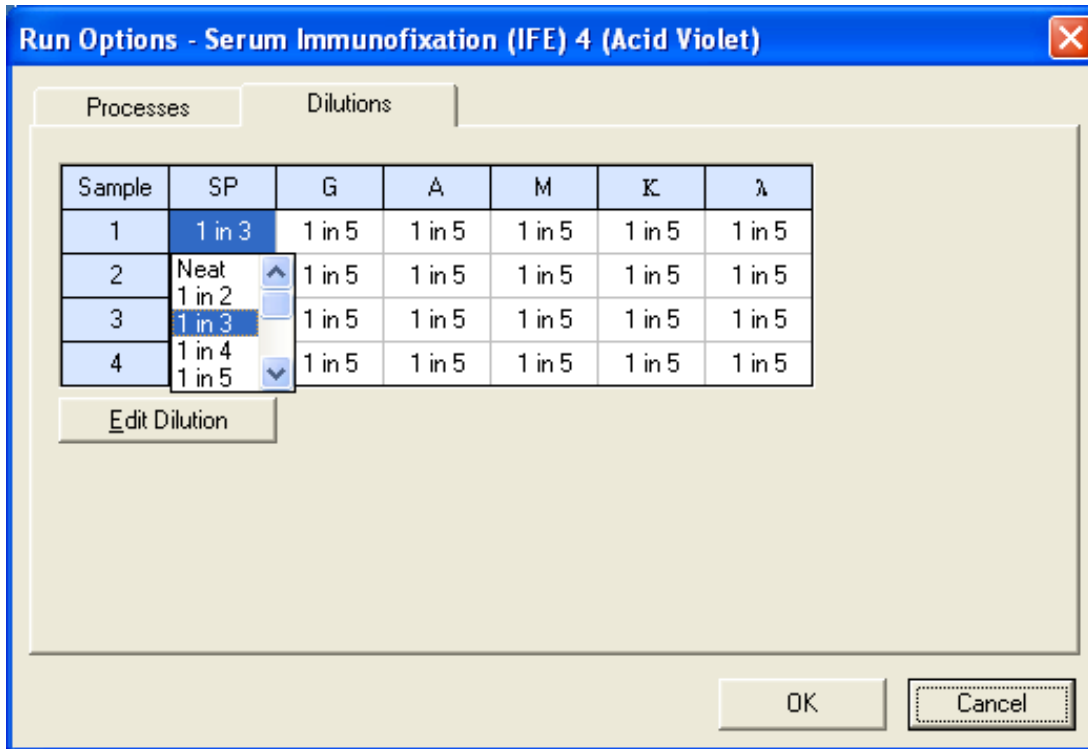 Run Options - Serum Immunofixation (IFE) 4 (Acid Violet)
Processes Dilutions
Sample SP G A M K λ
1 1 in 3 1 in 5 1 in 5 1 in 5 1 in 5 1 in 5
2 1 in 5 1 in 5 1 in 5 1 in 5 1 in 5
3 1 in 5 1 in 5 1 in 5 1 in 5 1 in 5
4 1 in 5 1 in 5 1 in 5 1 in 5 1 in 5
Neat
1 in 2
1 in 3
1 in 4
1 in 5
Edit Dilution
OK Cancel